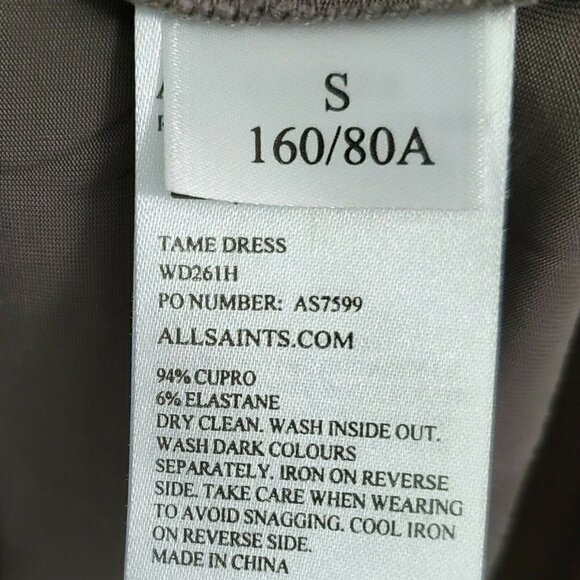 S
160/80A
TAME DRESS
WD261H
PO NUMBER: AS7599
ALLSAINTS.COM
94% CUPRO
6% ELASTANE
DRY CLEAN. WASH INSIDE OUT.
WASH DARK COLOURS
SEPARATELY. IRON ON REVERSE
SIDE. TAKE CARE WHEN WEARING
TO AVOID SNAGGING. COOL IRON
ON REVERSE SIDE.
MADE IN CHINA